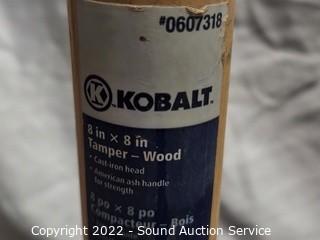 #0607318
K KOBALT.
8 in × 8 in
Tamper – Wood
• Cast-iron head
• American ash handle
for strength
8 po × 8 po
Compacteur – Bois
Copyright 2022 - Sound Auction Service